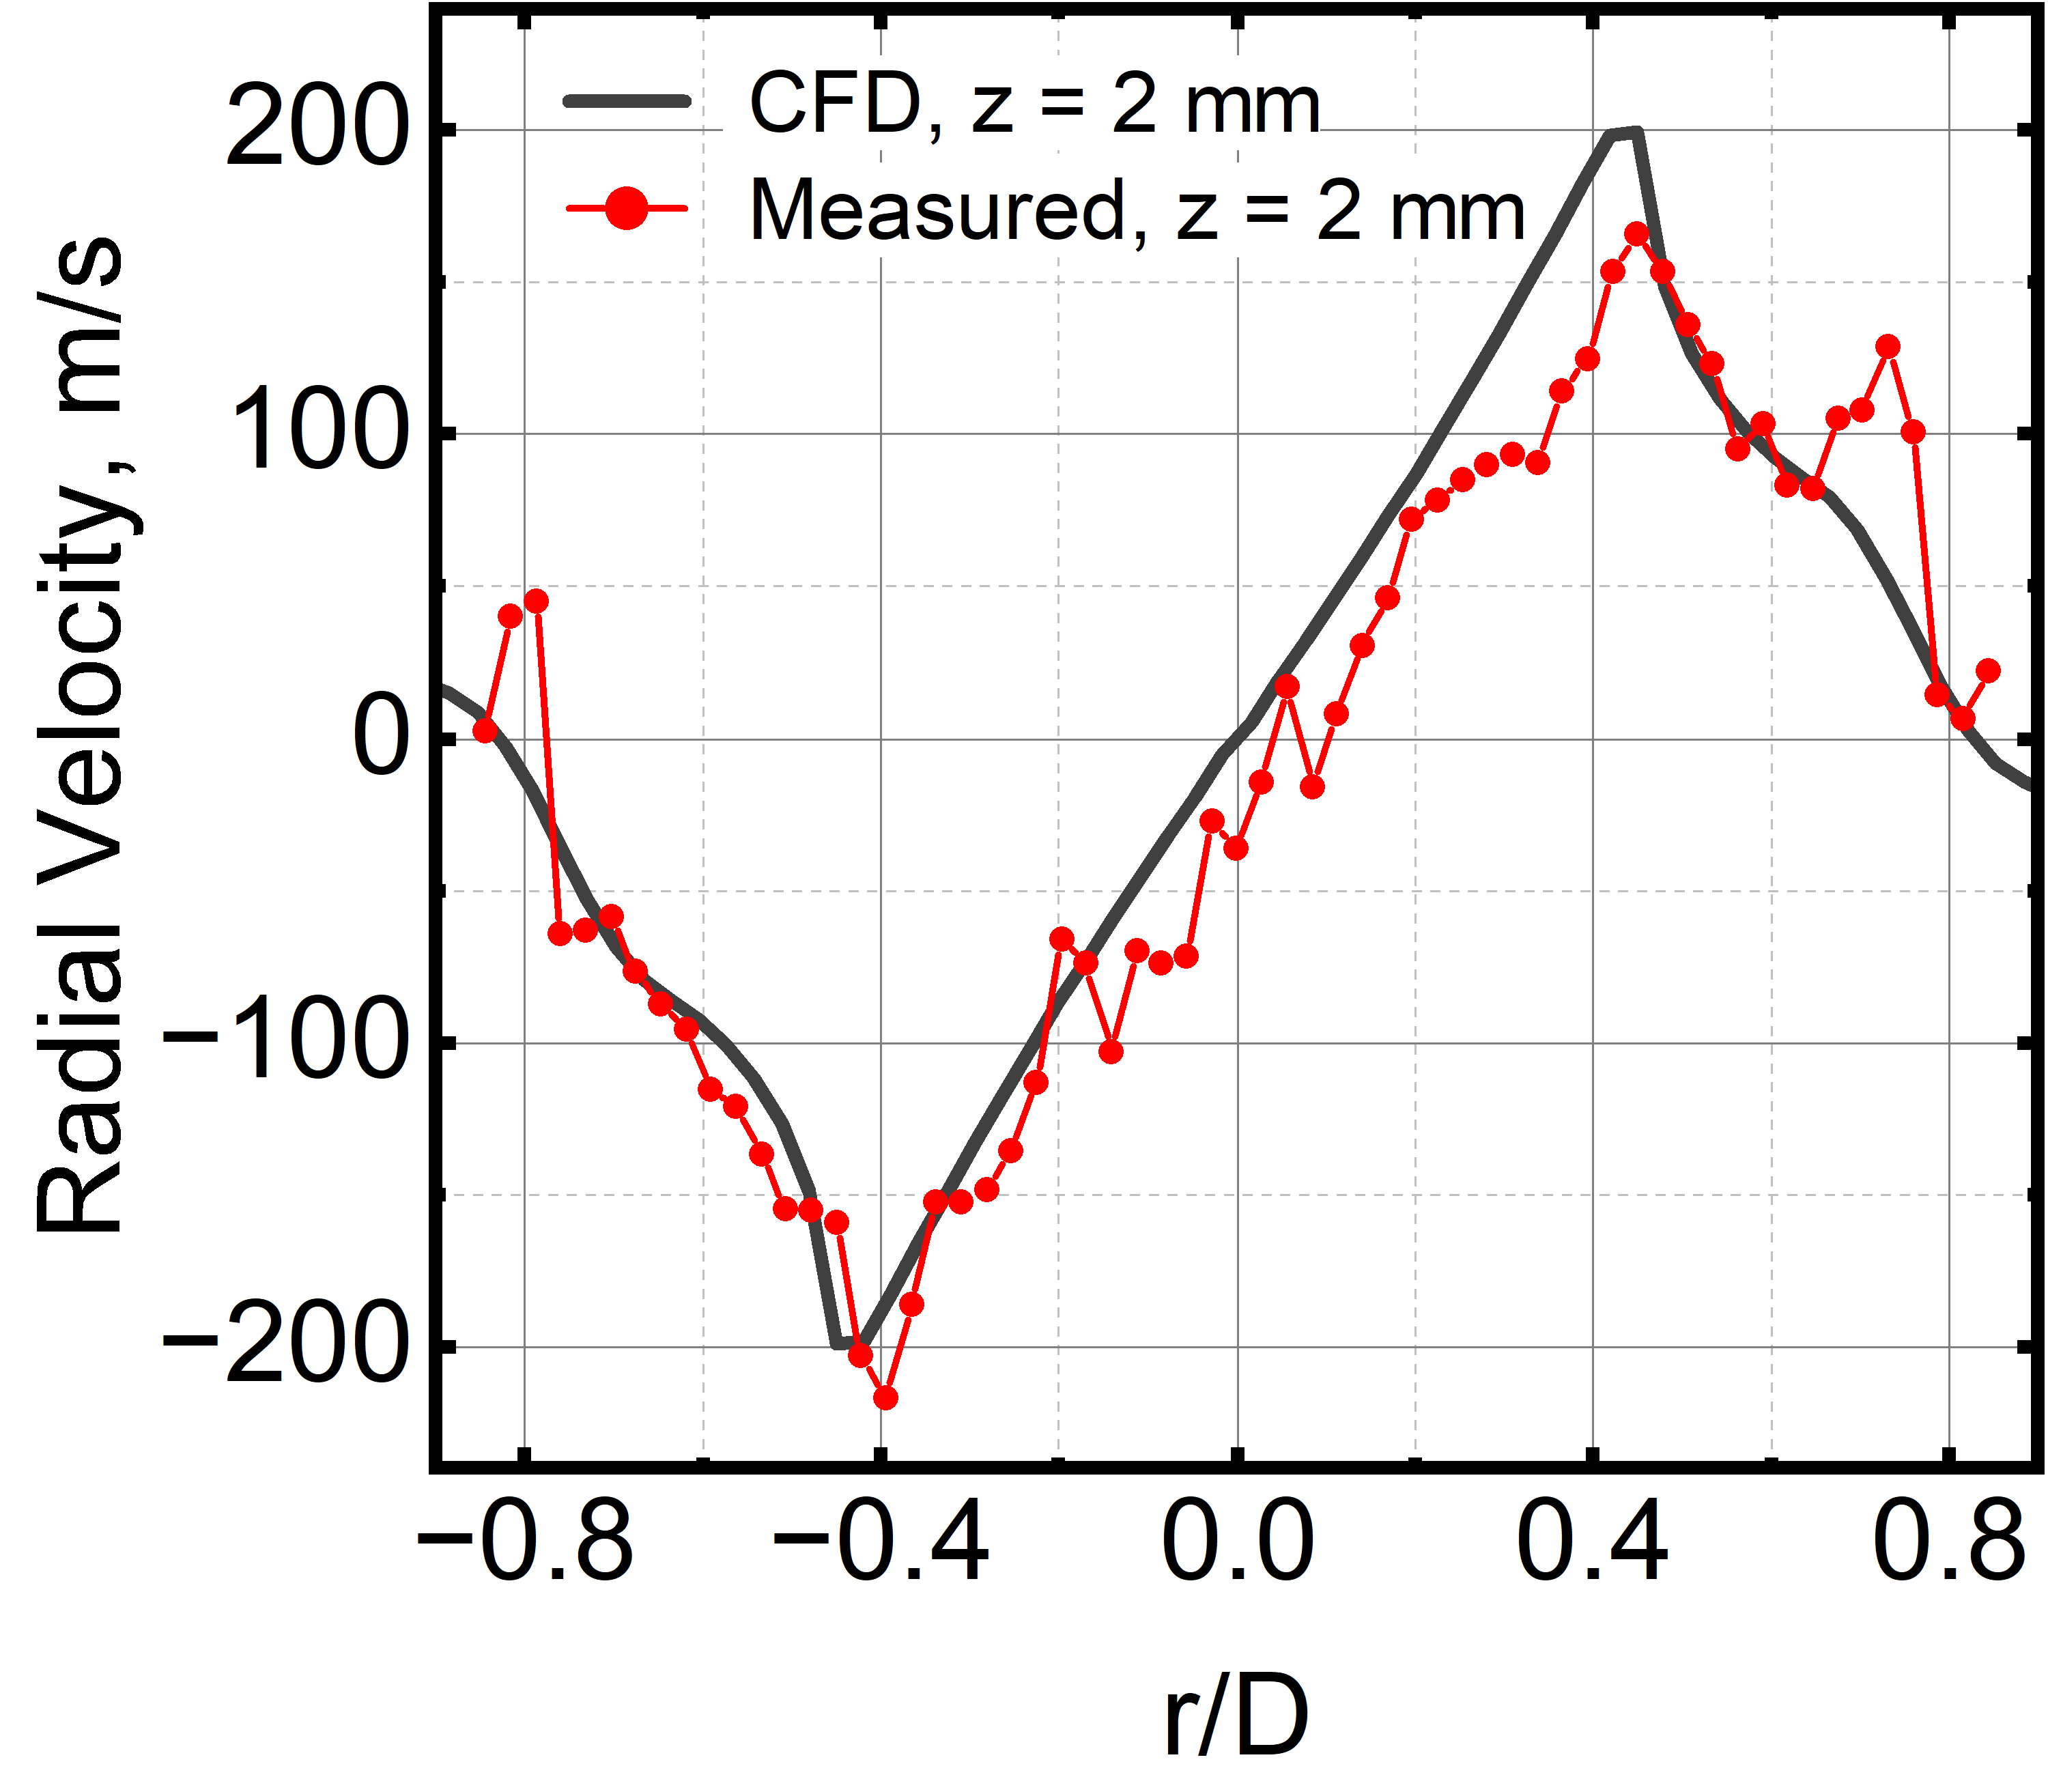 CFD, z = 2 mm
Measured, z = 2 mm
Radial Velocity, m/s
200
100
0
−100
−200
−0.8 −0.4 0.0 0.4 0.8
r/D